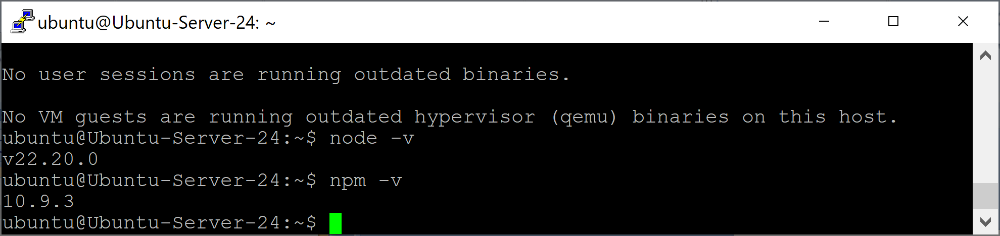 ubuntu@Ubuntu-Server-24: ~
No user sessions are running outdated binaries.
No VM guests are running outdated hypervisor (qemu) binaries on this host.
ubuntu@Ubuntu-Server-24:~$ node -v
v22.20.0
ubuntu@Ubuntu-Server-24:~$ npm -v
10.9.3
ubuntu@Ubuntu-Server-24:~$